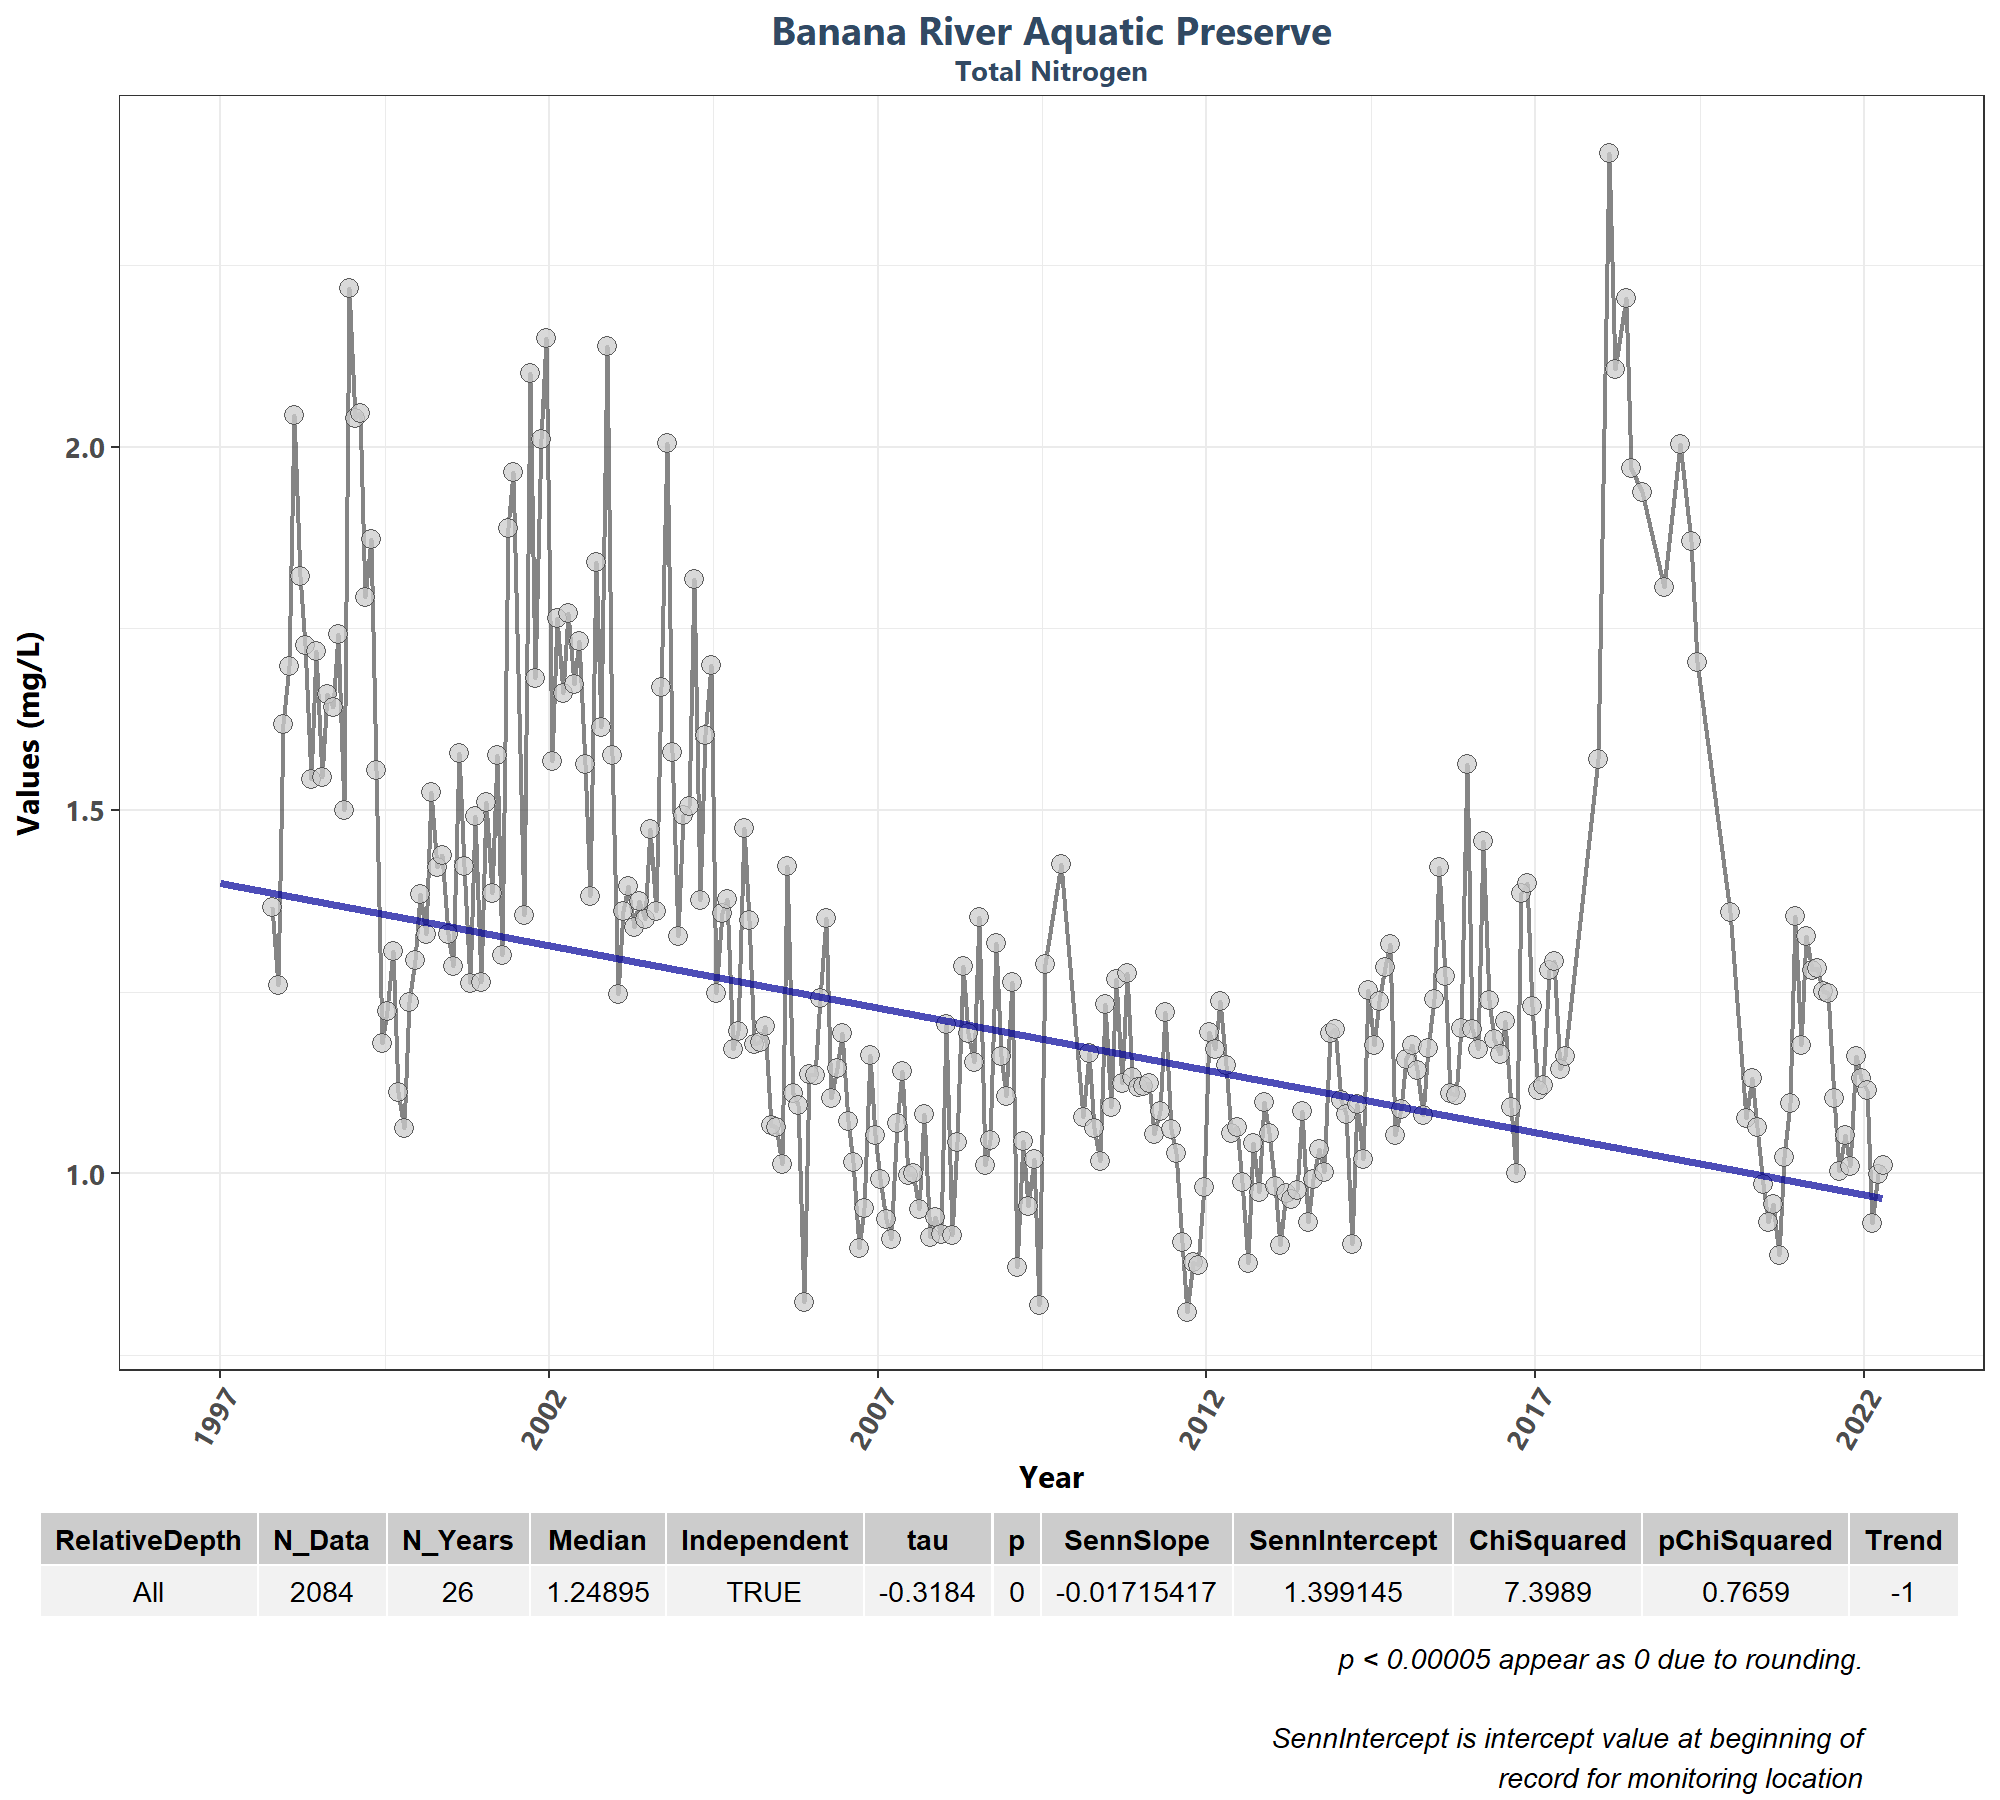 Banana River Aquatic Preserve
Total Nitrogen
Values (mg/L)
2.0
1.5
1.0
1997 2002 2007 2012 2017 2022
Year
RelativeDepth N_Data N_Years Median Independent tau p SennSlope SennIntercept ChiSquared pChiSquared Trend
All 2084 26 1.24895 TRUE -0.3184 0 -0.01715417 1.399145 7.3989 0.7659 -1
p < 0.00005 appear as 0 due to rounding.
SennIntercept is intercept value at beginning of
record for monitoring location